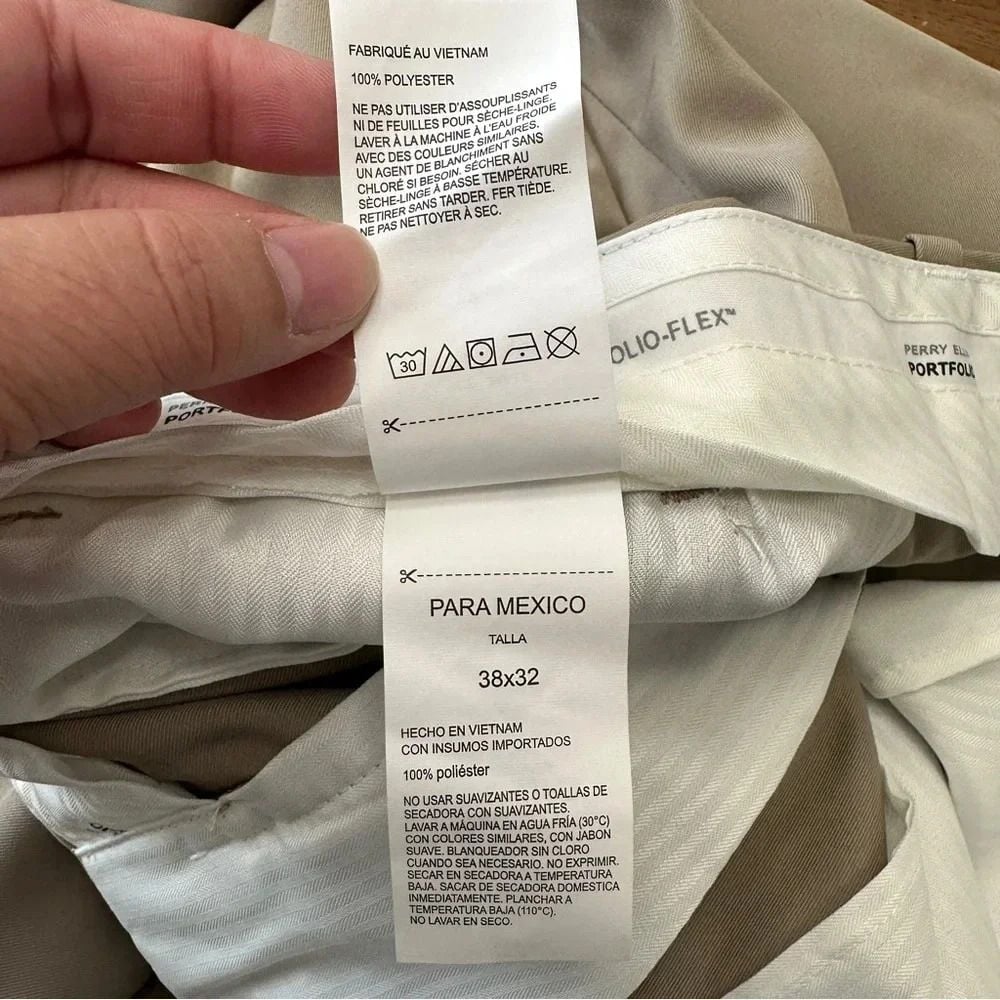 FABRIQUÉ AU VIETNAM
100% POLYESTER
NE PAS UTILISER D'ASSOUPLISSANTS
NI DE FEUILLES POUR SÈCHE-LINGE.
LAVER À LA MACHINE À L'EAU FROIDE
AVEC DES COULEURS SIMILAIRES.
UN AGENT DE BLANCHIMENT SANS
CHLORÉ SI BESOIN. SÉCHER AU
SÈCHE-LINGE À BASSE TEMPÉRATURE.
RETIRER SANS TARDER. FER TIÈDE.
NE PAS NETTOYER À SEC.
30
OLIO-FLEX™
PERRY ELL
PORTFOL
PER
PORT
PARA MEXICO
TALLA
38x32
HECHO EN VIETNAM
CON INSUMOS IMPORTADOS
100% poliéster
NO USAR SUAVIZANTES O TOALLAS DE
SECADORA CON SUAVIZANTES.
LAVAR A MÁQUINA EN AGUA FRÍA (30°C)
CON COLORES SIMILARES, CON JABON
SUAVE. BLANQUEADOR SIN CLORO
CUANDO SEA NECESARIO. NO EXPRIMIR.
SECAR EN SECADORA A TEMPERATURA
BAJA. SACAR DE SECADORA DOMESTICA
INMEDIATAMENTE. PLANCHAR A
TEMPERATURA BAJA (110°C).
NO LAVAR EN SECO.